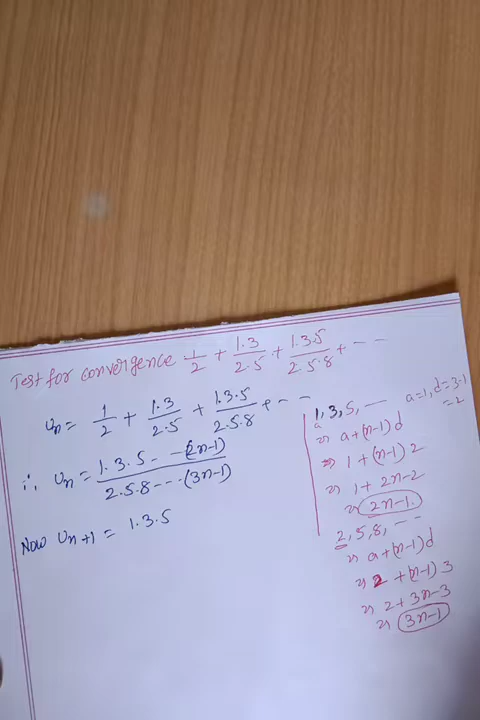 Test for convergence 1/2 + 1.3/2.5 + 1.3.5/2.5.8 + - - -
Un = 1/2 + 1.3/2.5 + 1.3.5/2.5.8 + - - -
∴ Un = 1.3.5 - - - (2n-1) / 2.5.8 - - - (3n-1)
Now Un+1 = 1.3.5
1, 3, 5, - - - a=1, d=3-1
a =2
⇒ a+(n-1)d
⇒ 1+(n-1)2
⇒ 1+2n-2
⇒ 2n-1.
2, 5, 8, - - -
⇒ a+(n-1)d
⇒ 2+(n-1)3
⇒ 2+3n-3
⇒ 3n-1